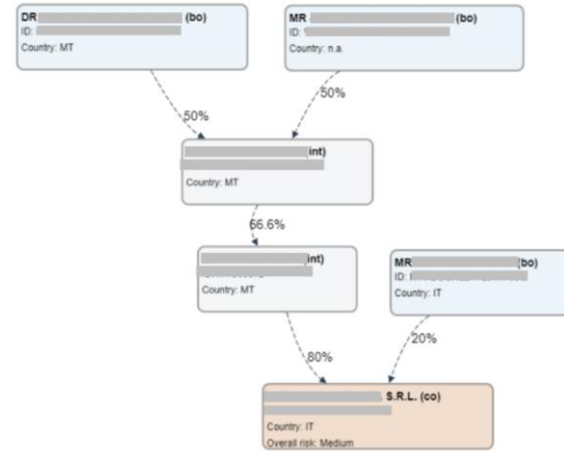 DR (bo)
ID:
Country: MT
MR (bo)
ID:
Country: n.a.
50%
50%
int)
Country: MT
66.6%
int)
Country: MT
MR (bo)
ID:
Country: IT
80%
20%
S.R.L. (co)
Country: IT
Overall risk: Medium